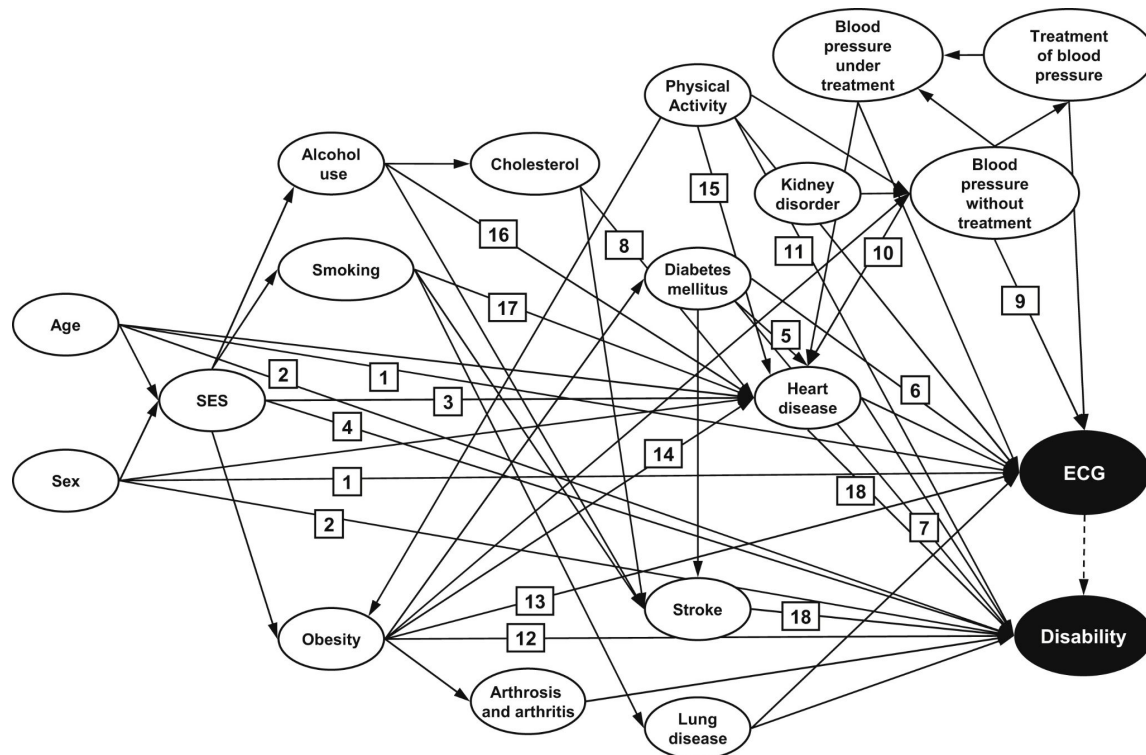 Blood
pressure
under
treatment
Treatment
of blood
pressure
Physical
Activity
Alcohol
use
Cholesterol
15
Kidney
disorder
Blood
pressure
without
treatment
16
8
11
10
Smoking
Diabetes
mellitus
17
9
Age
5
2
1
SES
3
Heart
disease
6
4
14
Sex
1
18
ECG
2
7
13
Stroke
18
Obesity
12
Disability
Arthrosis
and arthritis
Lung
disease